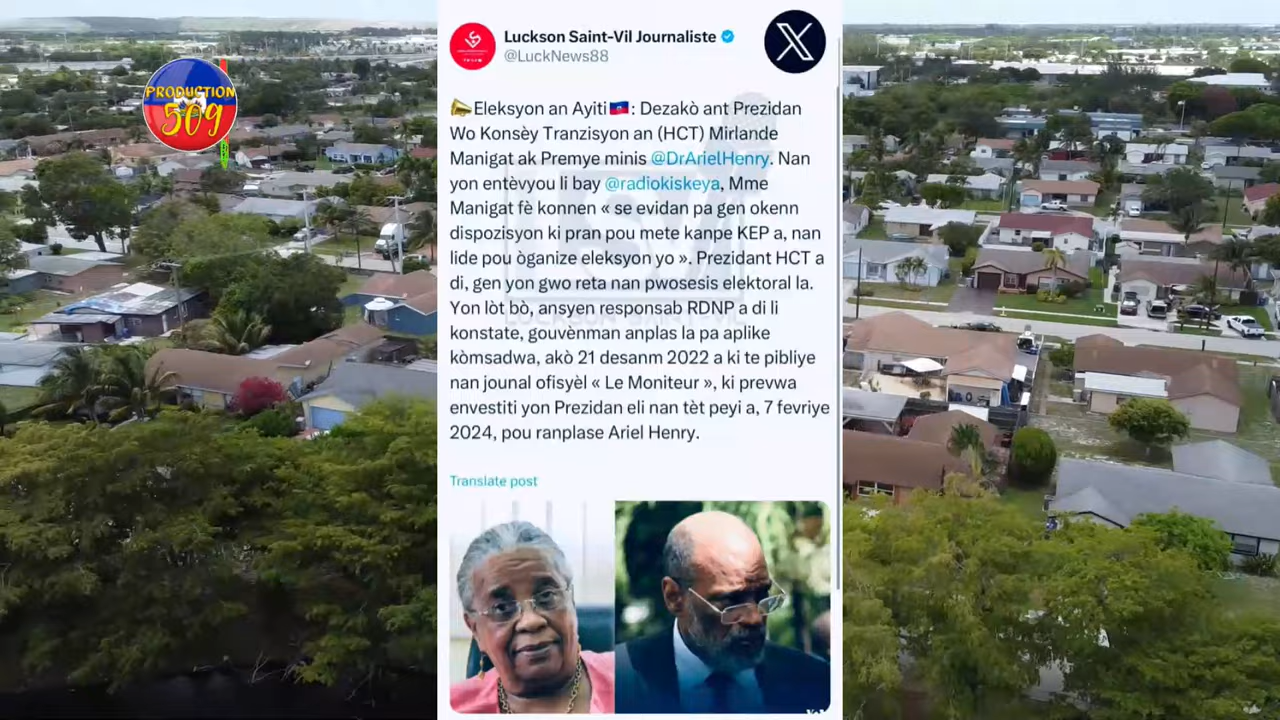 PRODUCTION
509
Luckson Saint-Vil Journaliste
@LuckNews88
Eleksyon an Ayiti: Dezakò ant Prezidan
Wo Konsèy Tranzisyon an (HCT) Mirlande
Manigat ak Premye minis @DrArielHenry. Nan
yon entèvyou li bay @radiokiskeya, Mme
Manigat fè konnen « se evidan pa gen okenn
dispozisyon ki pran pou mete kanpe KEP a, nan
lide pou òganize eleksyon yo ». Prezidant HCT a
di, gen yon gwo reta nan pwosesis elektoral la.
Yon lòt bò, ansyen responsab RDNP a di li
konstate, gouvènman anplas la pa aplike
kòmsadwa, akò 21 desanm 2022 a ki te pibliye
nan jounal ofisyèl « Le Moniteur », ki prevwa
envestiti yon Prezidan eli nan tèt peyi a, 7 fevriye
2024, pou ranplase Ariel Henry.
LUCKSON SAINT-VIL
Translate post